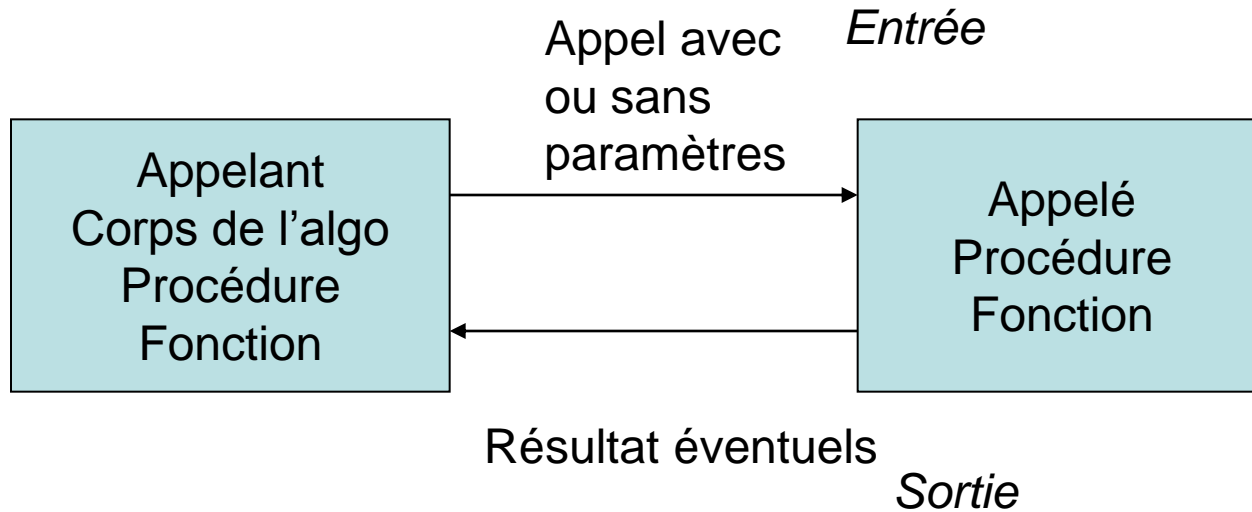 Entrée
Appel avec
ou sans
paramètres
Appelant
Corps de l’algo
Procédure
Fonction
Appelé
Procédure
Fonction
Résultat éventuels
Sortie